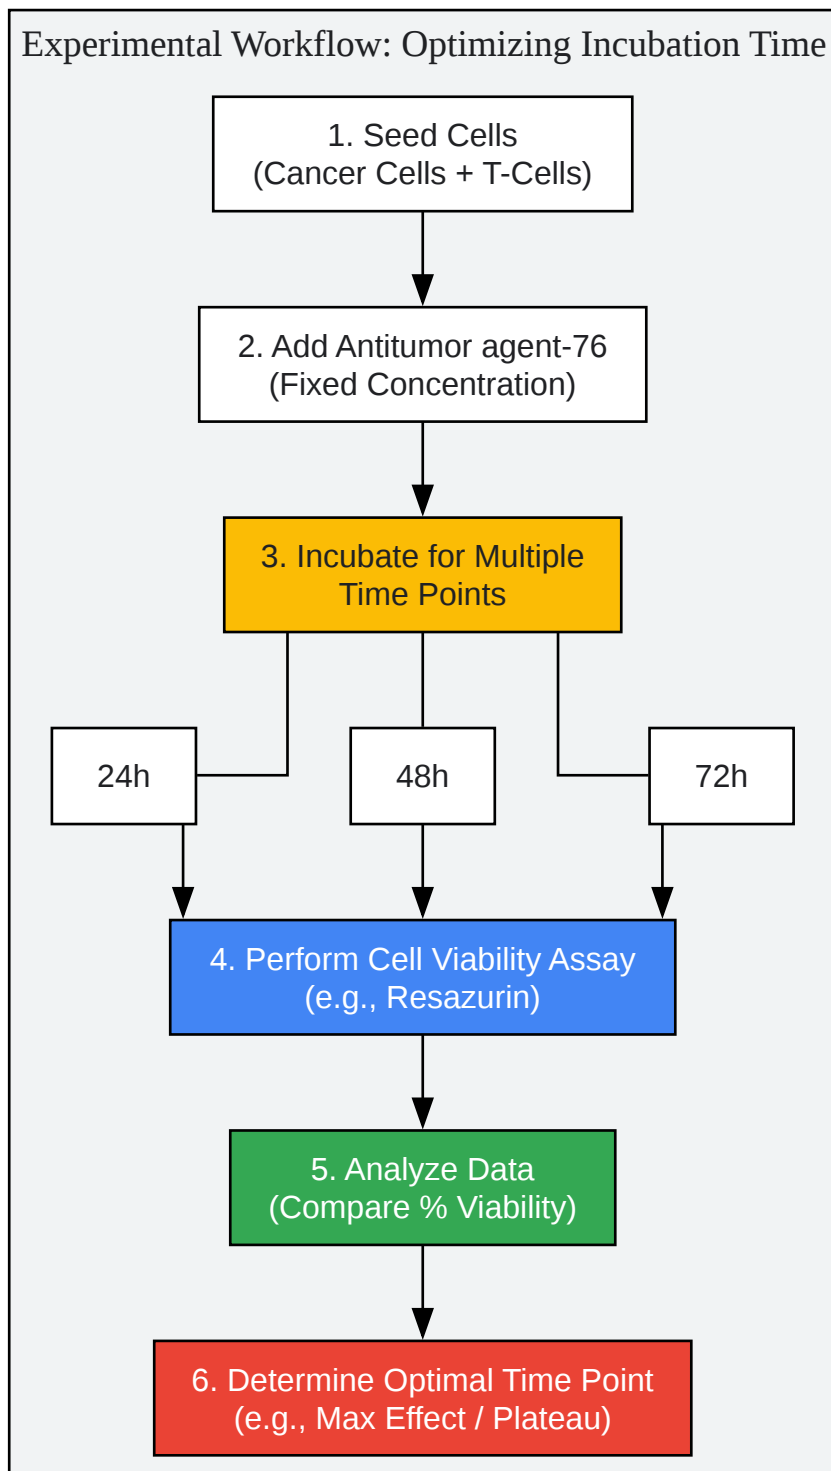 Experimental Workflow: Optimizing Incubation Time
1. Seed Cells
(Cancer Cells + T-Cells)
2. Add Antitumor agent-76
(Fixed Concentration)
3. Incubate for Multiple
Time Points
24h
48h
72h
4. Perform Cell Viability Assay
(e.g., Resazurin)
5. Analyze Data
(Compare % Viability)
6. Determine Optimal Time Point
(e.g., Max Effect / Plateau)